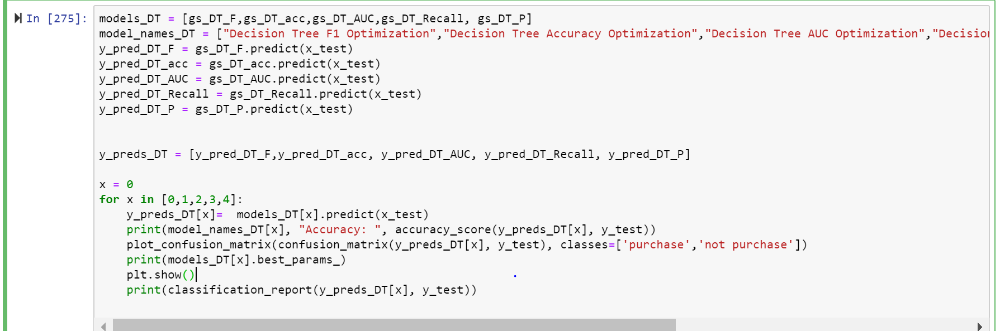 In [275]:
models_DT = [gs_DT_F,gs_DT_acc,gs_DT_AUC,gs_DT_Recall, gs_DT_P]
model_names_DT = ["Decision Tree F1 Optimization","Decision Tree Accuracy Optimization","Decision Tree AUC Optimization","Decision
y_pred_DT_F = gs_DT_F.predict(x_test)
y_pred_DT_acc = gs_DT_acc.predict(x_test)
y_pred_DT_AUC = gs_DT_AUC.predict(x_test)
y_pred_DT_Recall = gs_DT_Recall.predict(x_test)
y_pred_DT_P = gs_DT_P.predict(x_test)
y_preds_DT = [y_pred_DT_F,y_pred_DT_acc, y_pred_DT_AUC, y_pred_DT_Recall, y_pred_DT_P]
x = 0
for x in [0,1,2,3,4]:
    y_preds_DT[x]=  models_DT[x].predict(x_test)
    print(model_names_DT[x], "Accuracy: ", accuracy_score(y_preds_DT[x], y_test))
    plot_confusion_matrix(confusion_matrix(y_preds_DT[x], y_test), classes=['purchase','not purchase'])
    print(models_DT[x].best_params_)
    plt.show()
    print(classification_report(y_preds_DT[x], y_test))